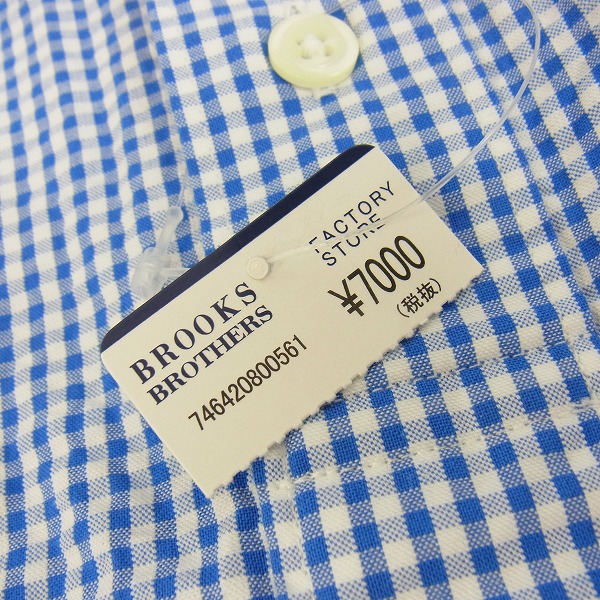 BROOKS
BROTHERS
746420800561
FACTORY
STORE
¥7000
(税抜)